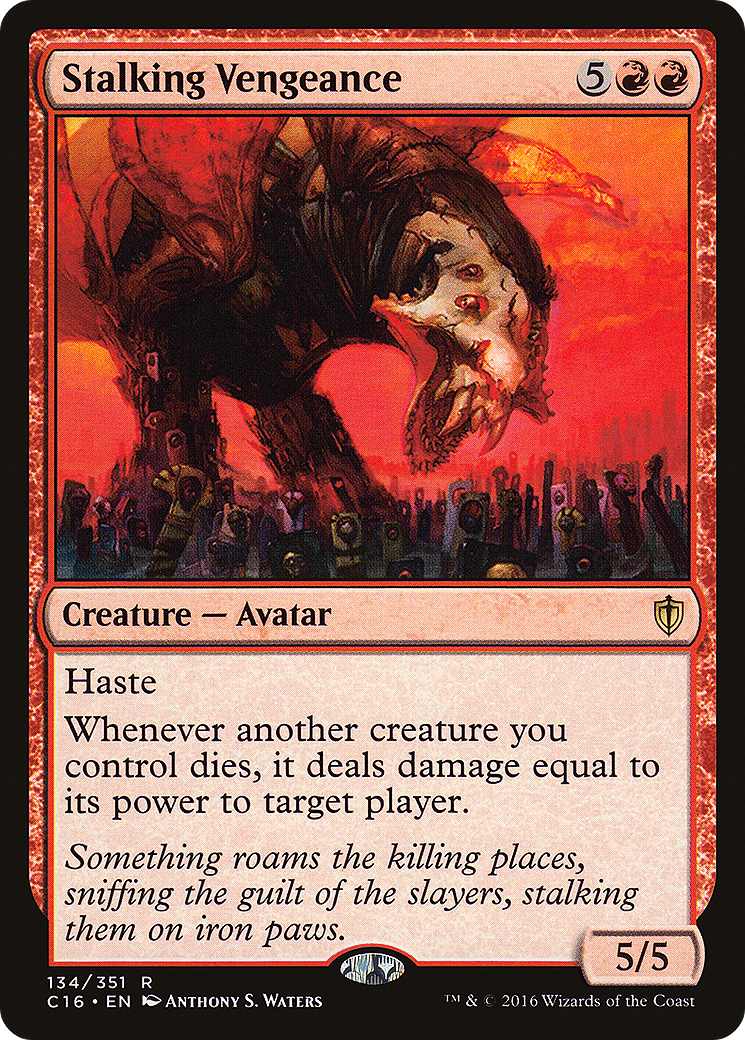 Stalking Vengeance 5
Creature — Avatar
Haste
Whenever another creature you
control dies, it deals damage equal to
its power to target player.
Something roams the killing places,
sniffing the guilt of the slayers, stalking
them on iron paws.
5/5
134/351 R
C16 • EN Anthony S. Waters
™ & © 2016 Wizards of the Coast